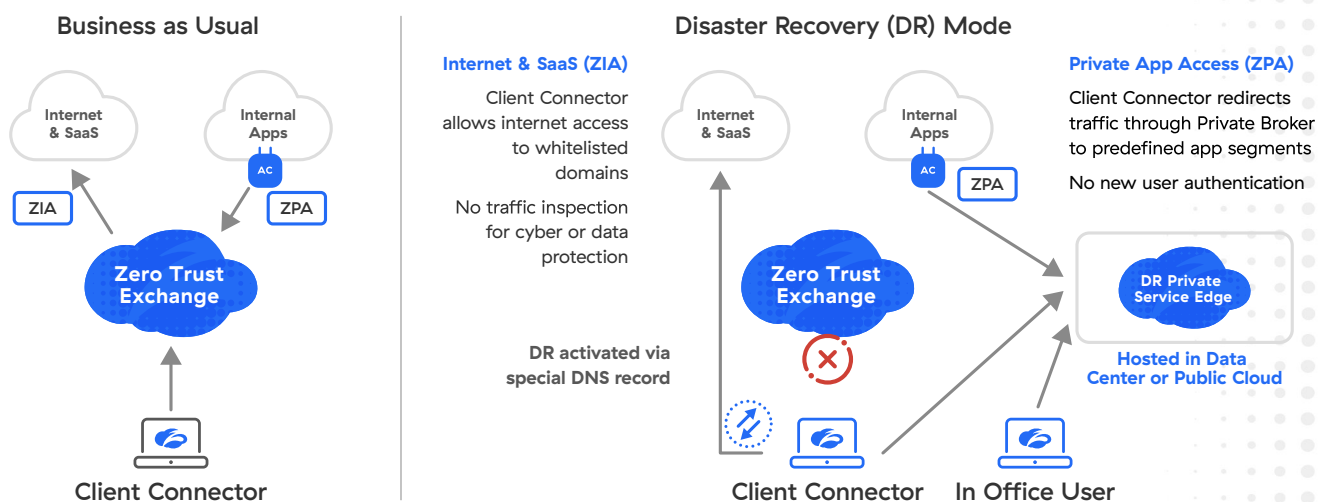 Business as Usual
Internet
& SaaS
Internal
Apps
AC
ZIA
ZPA
Zero Trust
Exchange
Client Connector
Disaster Recovery (DR) Mode
Internet & SaaS (ZIA)
Client Connector
allows internet access
to whitelisted
domains
No traffic inspection
for cyber or data
protection
DR activated via
special DNS record
Internet
& SaaS
Internal
Apps
AC
ZPA
Zero Trust
Exchange
Client Connector
In Office User
Private App Access (ZPA)
Client Connector redirects
traffic through Private Broker
to predefined app segments
No new user authentication
DR Private
Service Edge
Hosted in Data
Center or Public Cloud